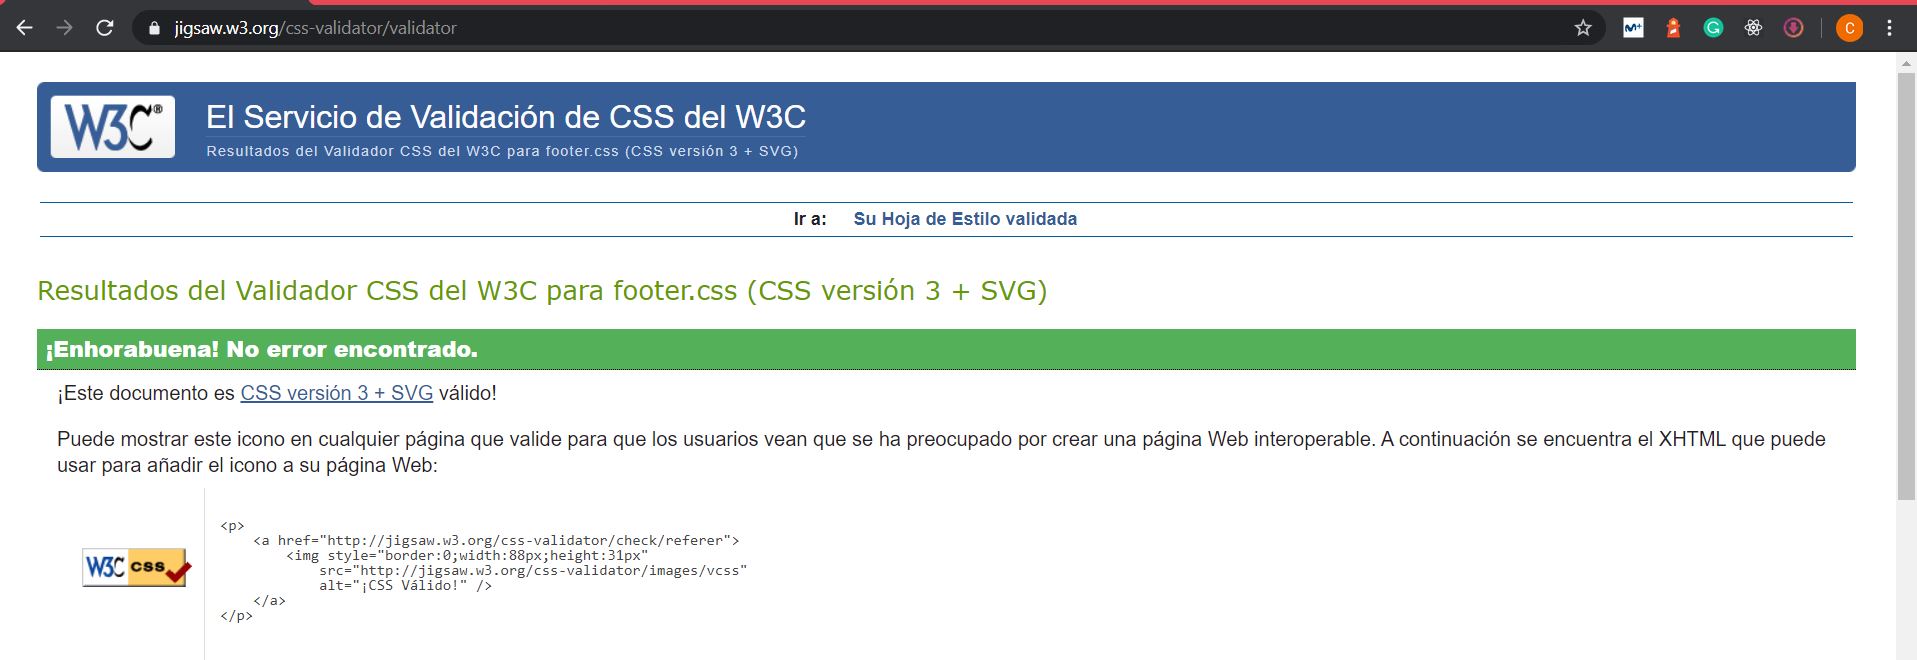 jigsaw.w3.org/css-validator/validator
C
W3C®
El Servicio de Validación de CSS del W3C
Resultados del Validador CSS del W3C para footer.css (CSS versión 3 + SVG)
Ir a: Su Hoja de Estilo validada
Resultados del Validador CSS del W3C para footer.css (CSS versión 3 + SVG)
¡Enhorabuena! No error encontrado.
¡Este documento es CSS versión 3 + SVG válido!
Puede mostrar este icono en cualquier página que valide para que los usuarios vean que se ha preocupado por crear una página Web interoperable. A continuación se encuentra el XHTML que puede
usar para añadir el icono a su página Web:
W3C css
<p>
    <a href="http://jigsaw.w3.org/css-validator/check/referer">
        <img style="border:0;width:88px;height:31px"
            src="http://jigsaw.w3.org/css-validator/images/vcss"
            alt="¡CSS Válido!" />
    </a>
</p>